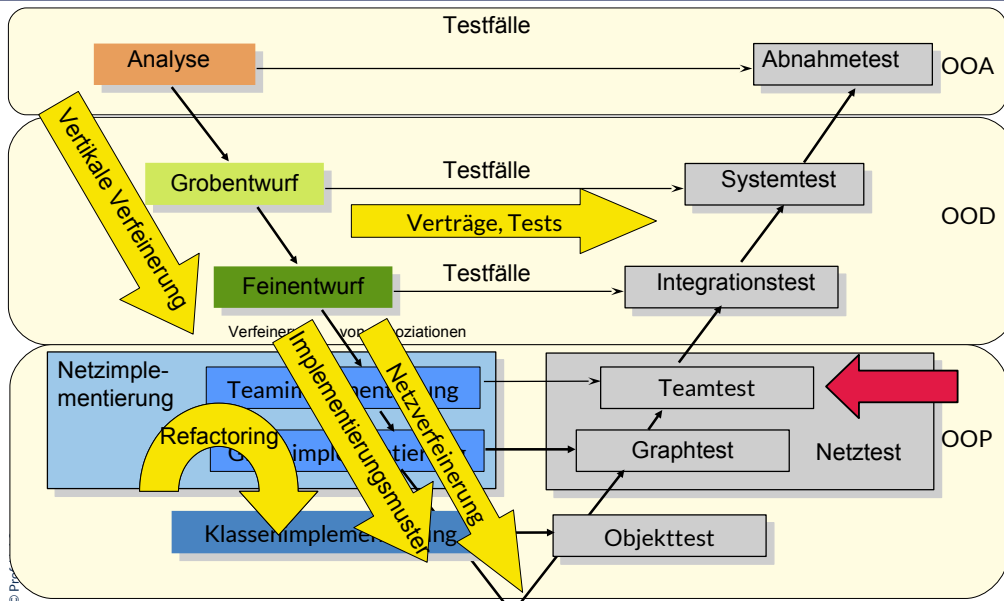 Testfälle
Analyse
Abnahmetest
OOA
Vertikale Verfeinerung
Grobentwurf
Testfälle
Systemtest
OOD
Verträge, Tests
Feinentwurf
Testfälle
Integrationstest
von
Implementierungsmuster
Netzverfeinerung
Netzimple-
mentierung
Teamtest
Refactoring
Graphtest
Netztest
OOP
Objekttest
©